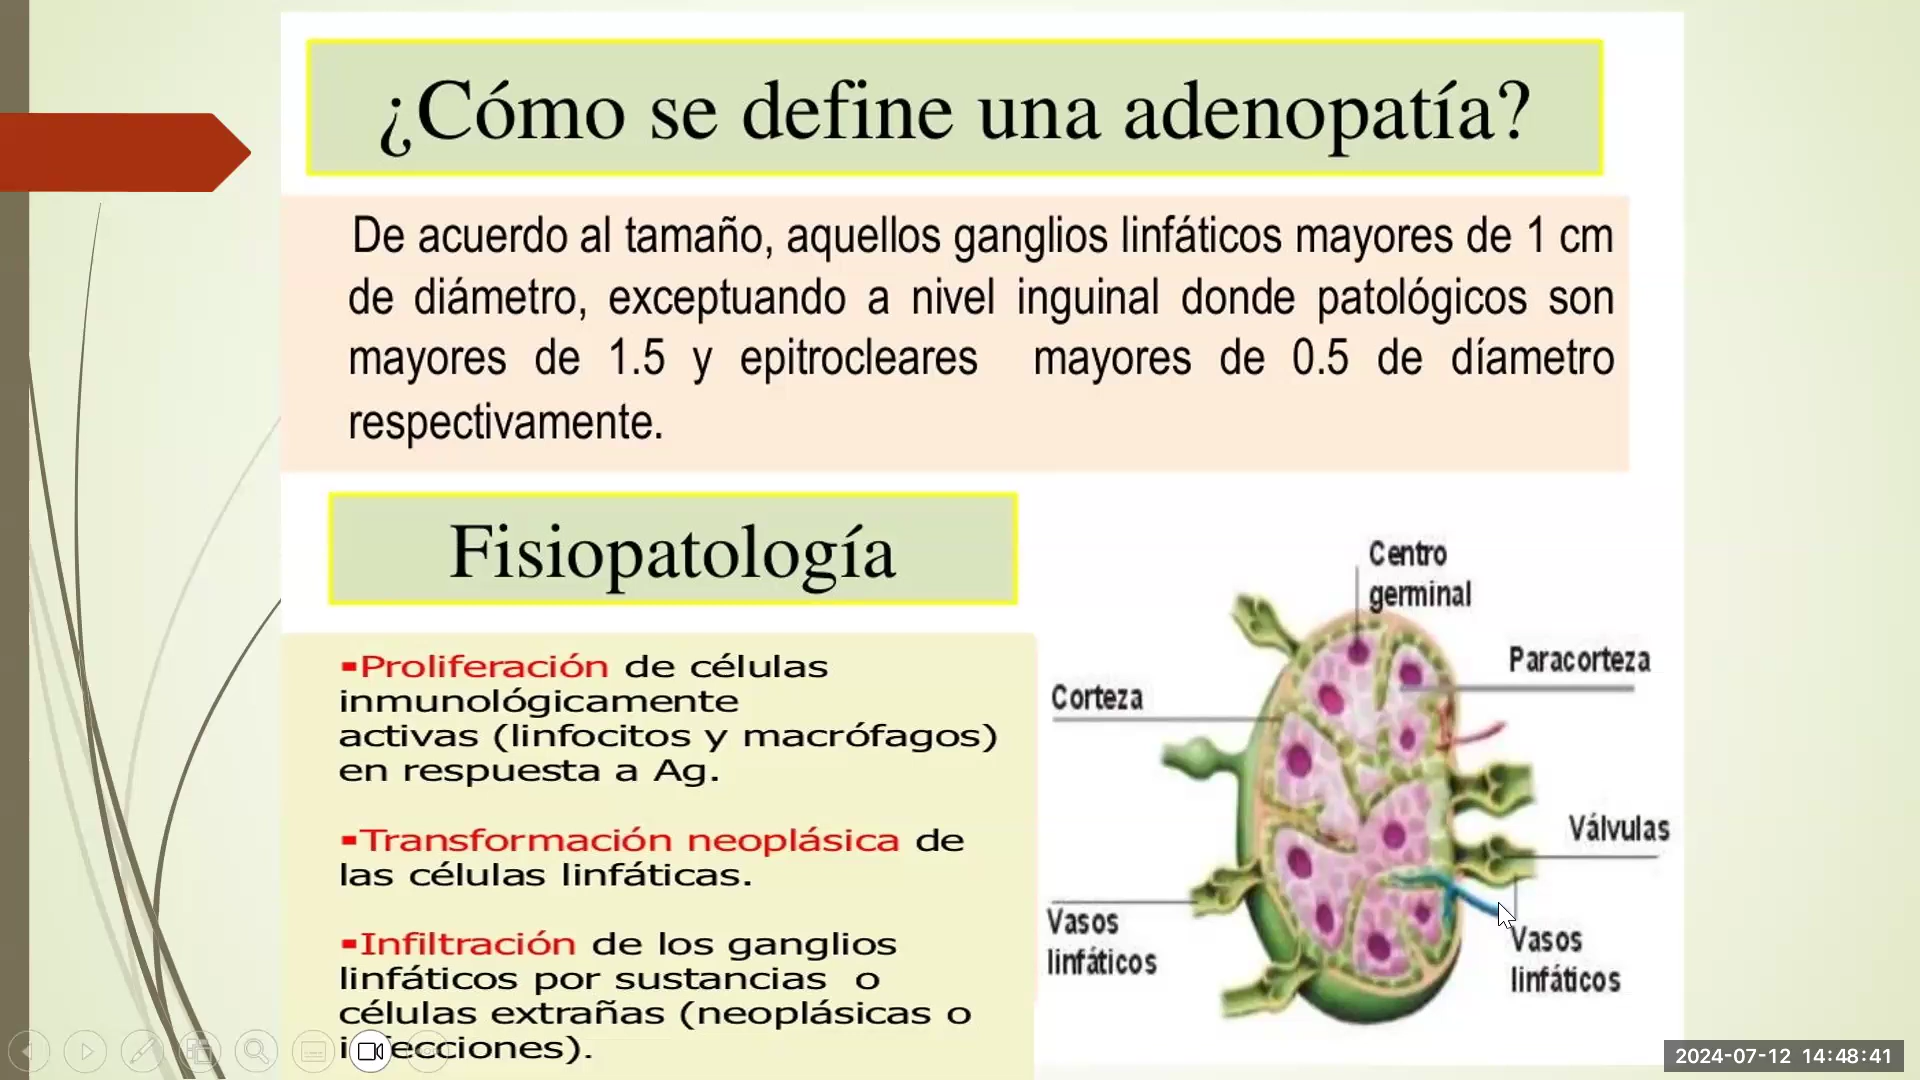 ¿Cómo se define una adenopatía?
De acuerdo al tamaño, aquellos ganglios linfáticos mayores de 1 cm
de diámetro, exceptuando a nivel inguinal donde patológicos son
mayores de 1.5 y epitrocleares mayores de 0.5 de díametro
respectivamente.
Fisiopatología
▪Proliferación de células
inmunológicamente
activas (linfocitos y macrófagos)
en respuesta a Ag.
▪Transformación neoplásica de
las células linfáticas.
▪Infiltración de los ganglios
linfáticos por sustancias o
células extrañas (neoplásicas o
infecciones).
Centro
germinal
Paracorteza
Corteza
Válvulas
Vasos
linfáticos
Vasos
linfáticos
2024-07-12 14:48:41